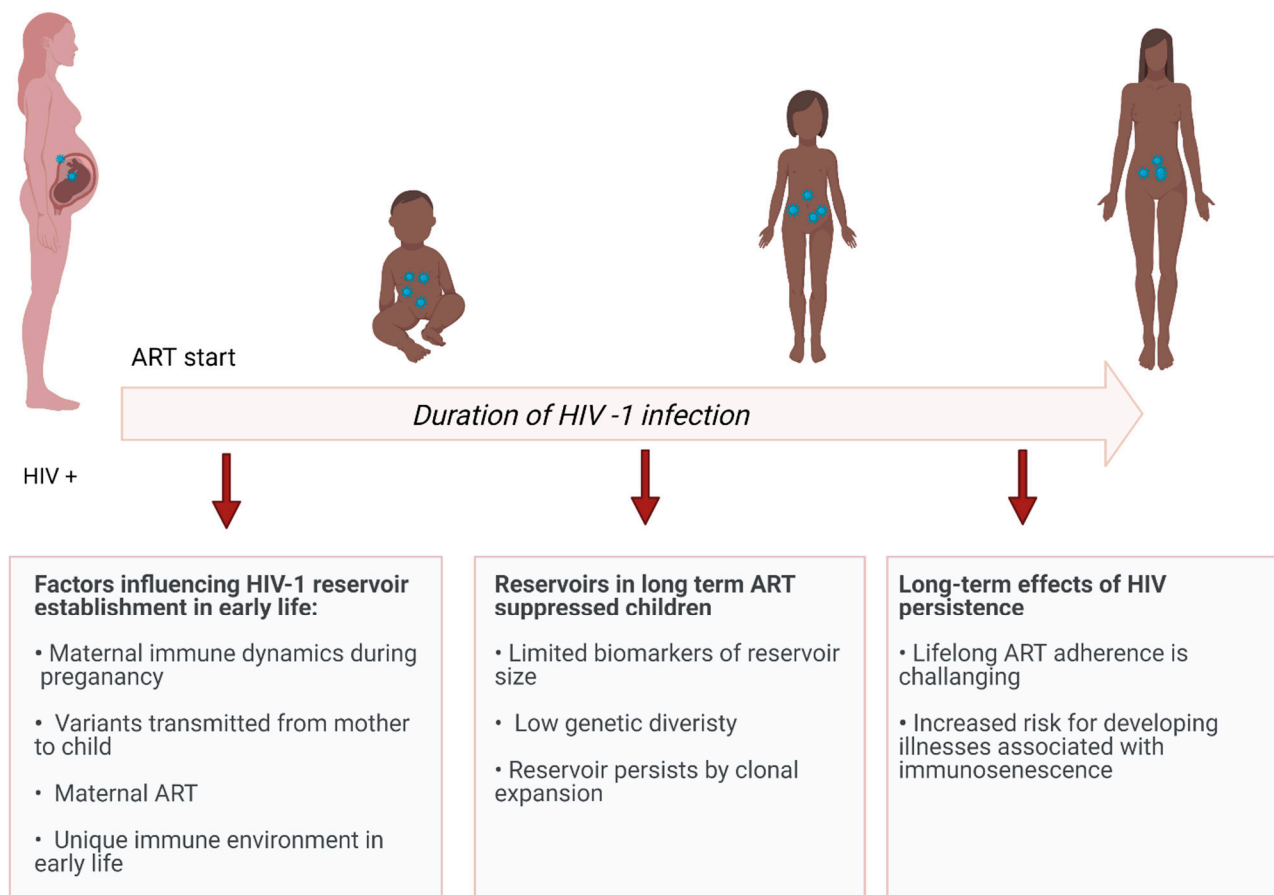 ART start
Duration of HIV -1 infection
HIV +
Factors influencing HIV-1 reservoir
establishment in early life:
• Maternal immune dynamics during
preganancy
• Variants transmitted from mother
to child
• Maternal ART
• Unique immune environment in
early life
Reservoirs in long term ART
suppressed children
• Limited biomarkers of reservoir
size
• Low genetic diveristy
• Reservoir persists by clonal
expansion
Long-term effects of HIV
persistence
• Lifelong ART adherence is
challanging
• Increased risk for developing
illnesses associated with
immunosenescence